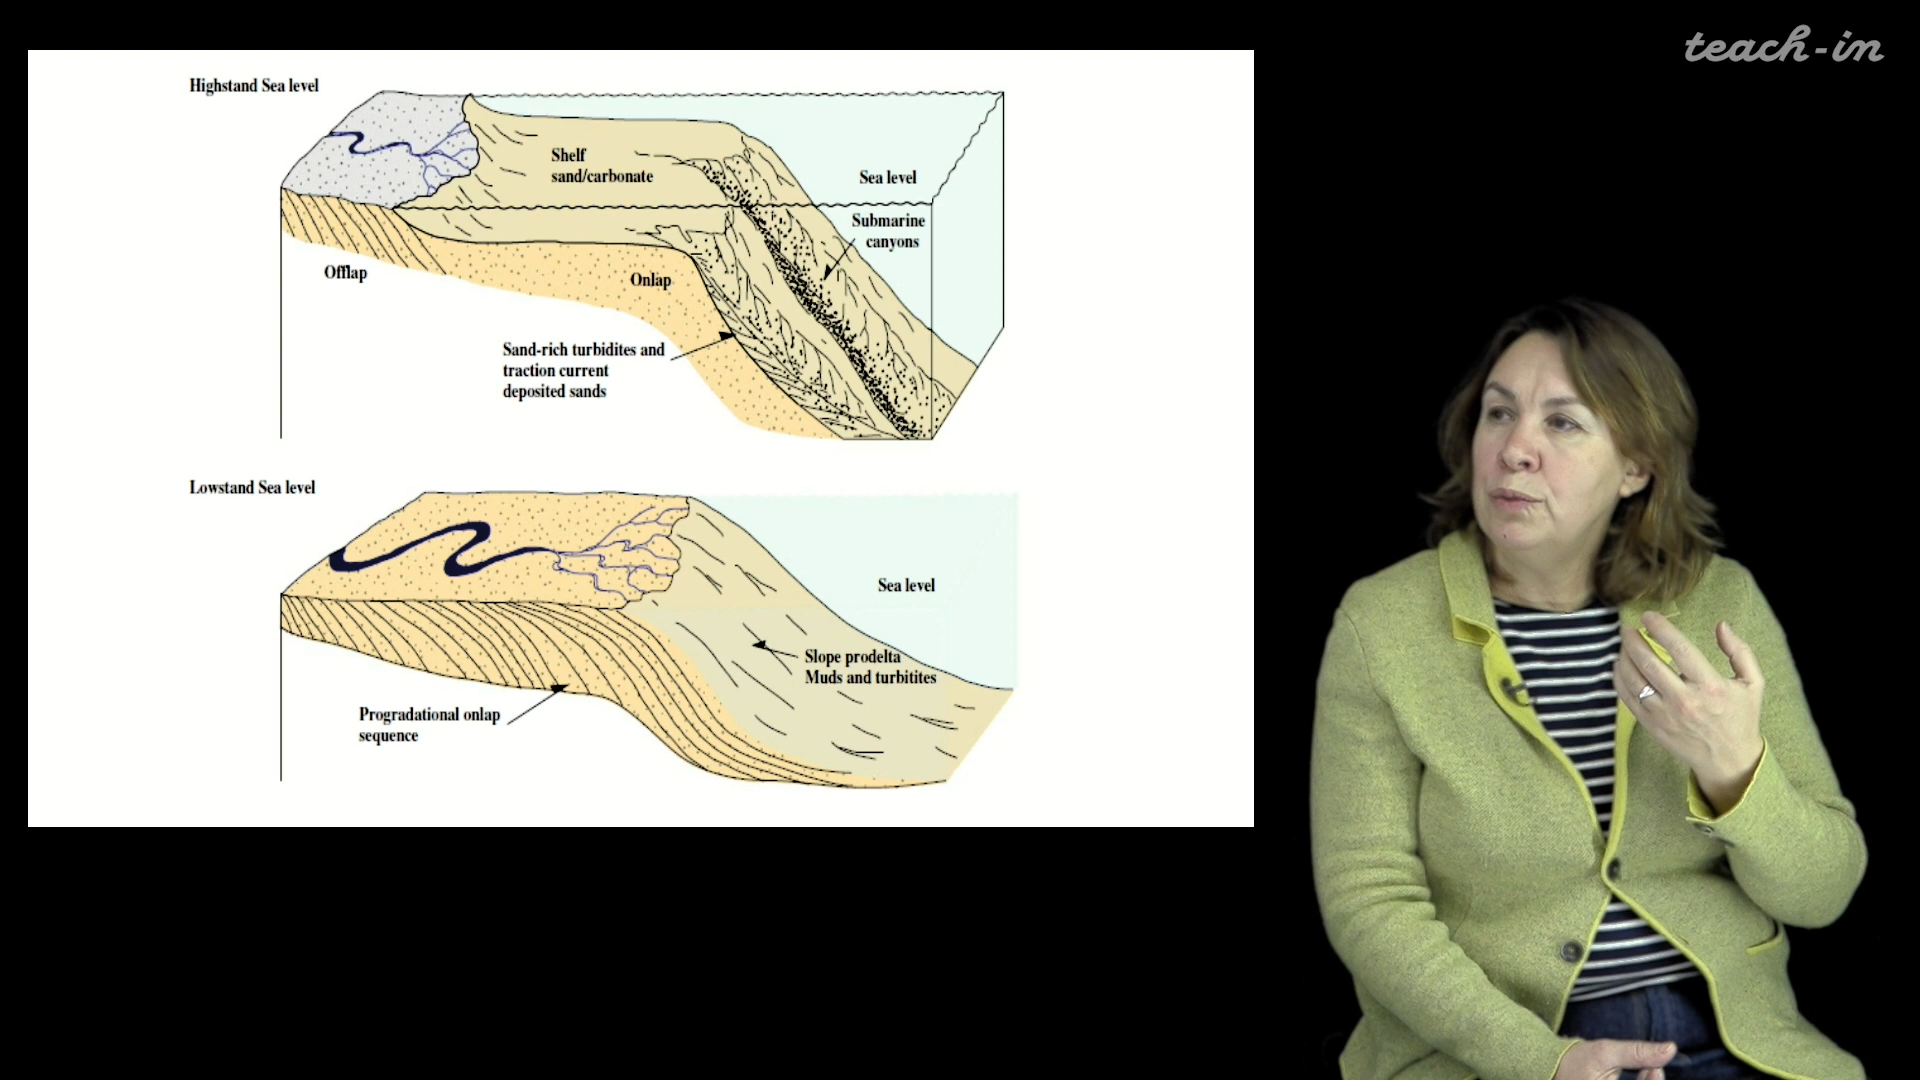 teach-in
Highstand Sea level
Shelf
sand/carbonate
Sea level
Submarine
canyons
Offlap
Onlap
Sand-rich turbidites and
traction current
deposited sands
Lowstand Sea level
Sea level
Slope prodelta
Muds and turbitites
Progradational onlap
sequence